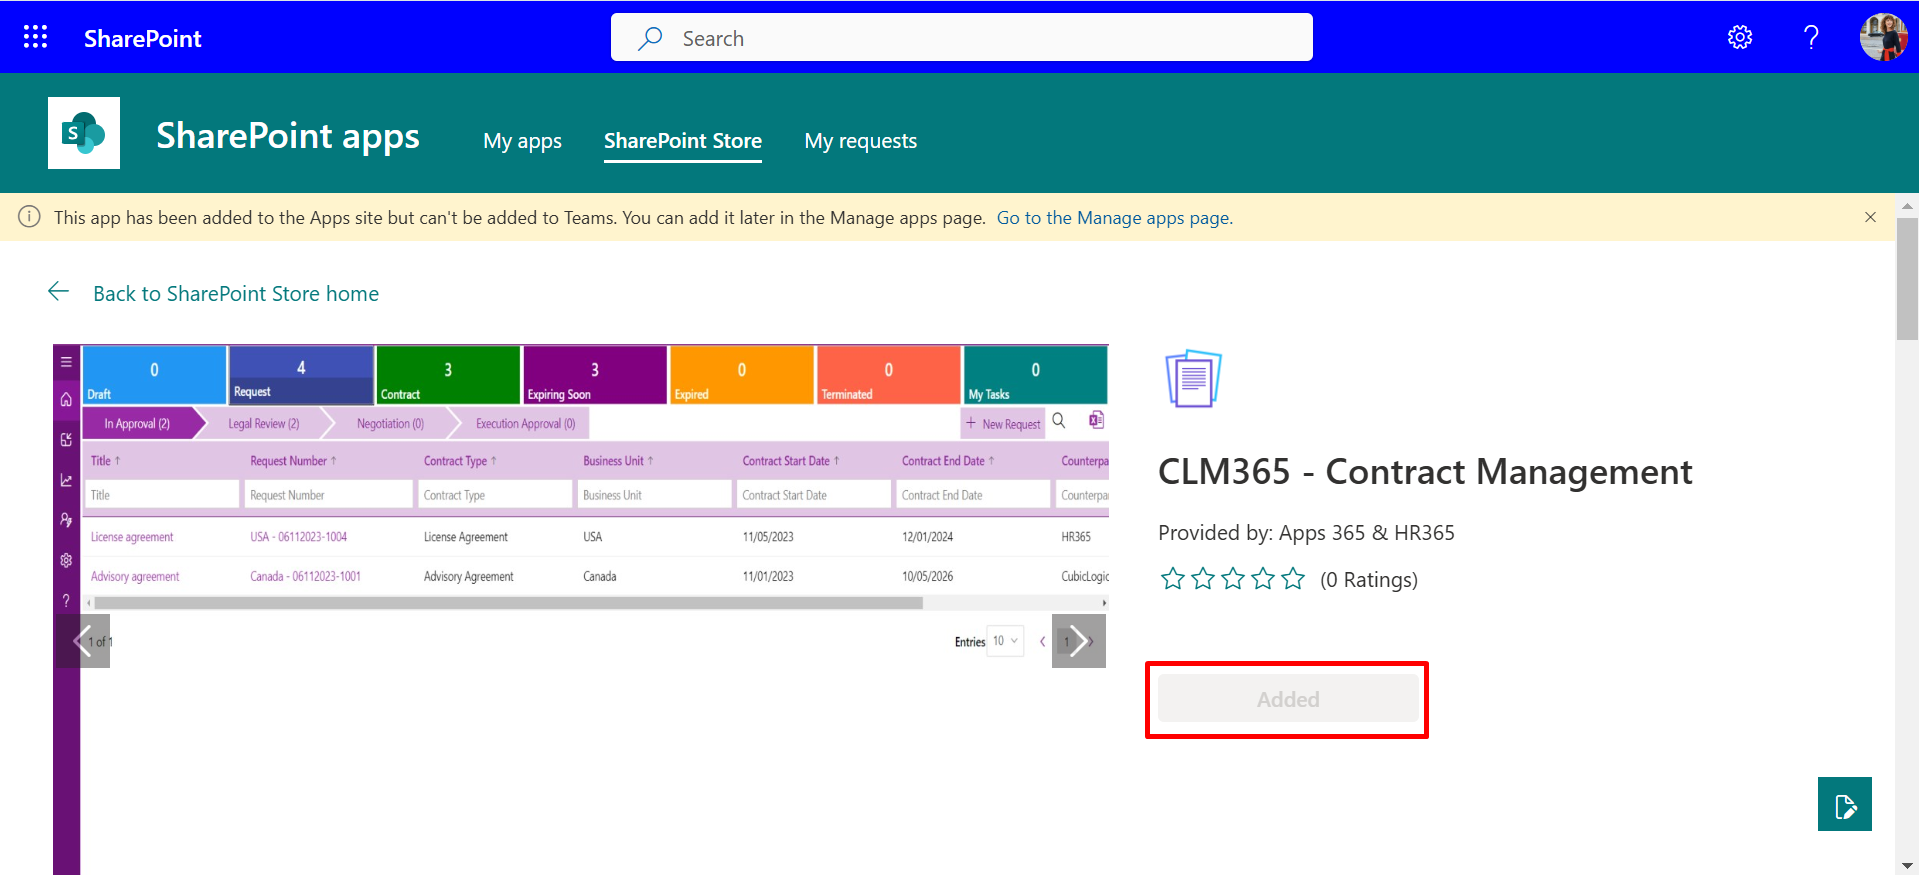 SharePoint
Search
SharePoint apps
My apps
SharePoint Store
My requests
This app has been added to the Apps site but can't be added to Teams. You can add it later in the Manage apps page. Go to the Manage apps page.
Back to SharePoint Store home
0
Draft
4
Request
3
Contract
3
Expiring Soon
0
Expired
0
Terminated
0
My Tasks
In Approval (2)
Legal Review (2)
Negotiation (0)
Execution Approval (0)
+ New Request
Title ↑ Request Number ↑ Contract Type ↑ Business Unit ↑ Contract Start Date ↑ Contract End Date ↑ Counterpa
Title Request Number Contract Type Business Unit Contract Start Date Contract End Date Counterpa
License agreement USA - 06112023-1004 License Agreement USA 11/05/2023 12/01/2024 HR365
Advisory agreement Canada - 06112023-1001 Advisory Agreement Canada 11/01/2023 10/05/2026 CubicLogic
1 of 1
Entries 10
1
CLM365 - Contract Management
Provided by: Apps 365 & HR365
(0 Ratings)
Added